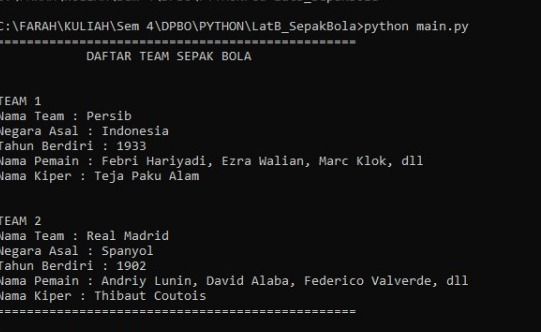 C:\FARAH\KULIAH\Sem 4\DPBO\PYTHON\LatB_SepakBola>python main.py
================================================
DAFTAR TEAM SEPAK BOLA
TEAM 1
Nama Team : Persib
Negara Asal : Indonesia
Tahun Berdiri : 1933
Nama Pemain : Febri Hariyadi, Ezra Walian, Marc Klok, dll
Nama Kiper : Teja Paku Alam
TEAM 2
Nama Team : Real Madrid
Negara Asal : Spanyol
Tahun Berdiri : 1902
Nama Pemain : Andriy Lunin, David Alaba, Federico Valverde, dll
Nama Kiper : Thibaut Coutois
================================================